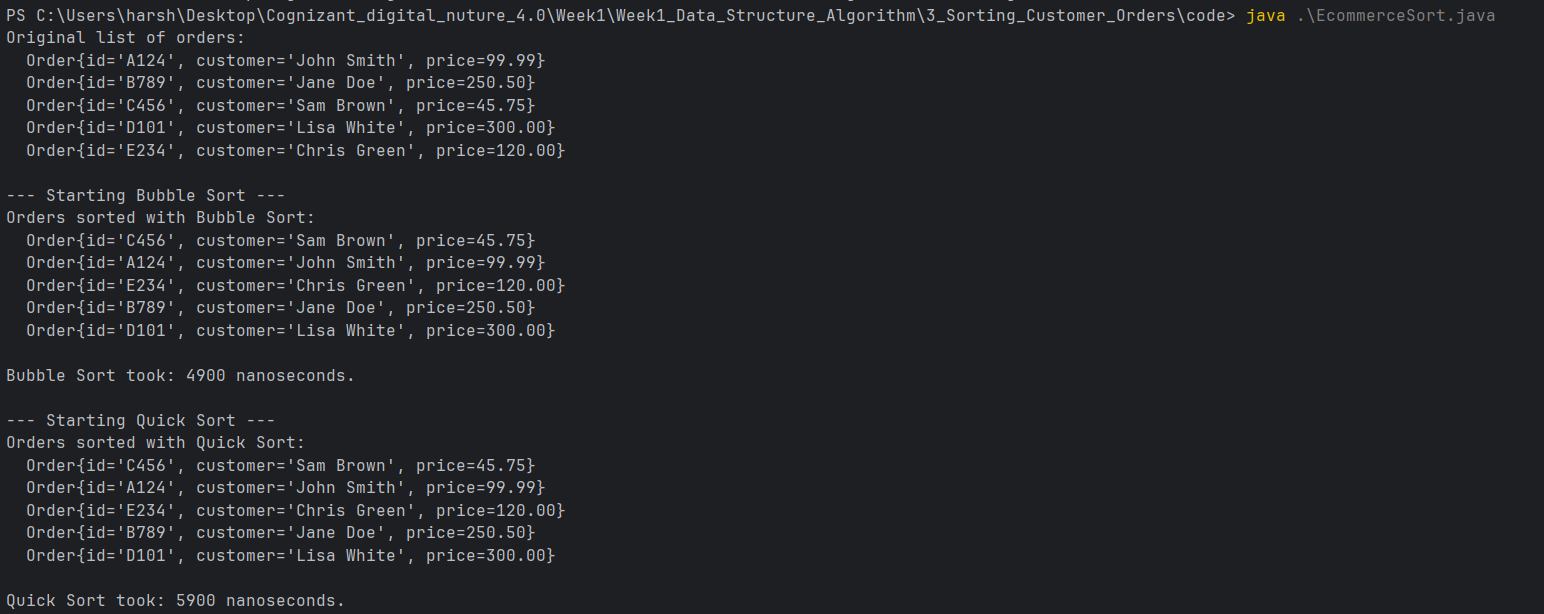 PS C:\Users\harsh\Desktop\Cognizant_digital_nuture_4.0\Week1\Week1_Data_Structure_Algorithm\3_Sorting_Customer_Orders\code> java .\EcommerceSort.java
Original list of orders:
  Order{id='A124', customer='John Smith', price=99.99}
  Order{id='B789', customer='Jane Doe', price=250.50}
  Order{id='C456', customer='Sam Brown', price=45.75}
  Order{id='D101', customer='Lisa White', price=300.00}
  Order{id='E234', customer='Chris Green', price=120.00}

--- Starting Bubble Sort ---
Orders sorted with Bubble Sort:
  Order{id='C456', customer='Sam Brown', price=45.75}
  Order{id='A124', customer='John Smith', price=99.99}
  Order{id='E234', customer='Chris Green', price=120.00}
  Order{id='B789', customer='Jane Doe', price=250.50}
  Order{id='D101', customer='Lisa White', price=300.00}

Bubble Sort took: 4900 nanoseconds.

--- Starting Quick Sort ---
Orders sorted with Quick Sort:
  Order{id='C456', customer='Sam Brown', price=45.75}
  Order{id='A124', customer='John Smith', price=99.99}
  Order{id='E234', customer='Chris Green', price=120.00}
  Order{id='B789', customer='Jane Doe', price=250.50}
  Order{id='D101', customer='Lisa White', price=300.00}

Quick Sort took: 5900 nanoseconds.